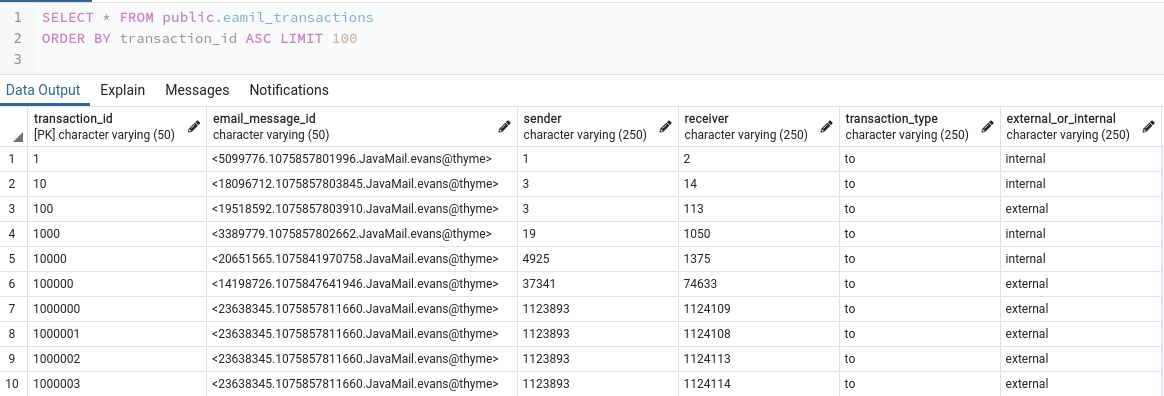 1 SELECT * FROM public.eamil_transactions
2 ORDER BY transaction_id ASC LIMIT 100
3
Data Output Explain Messages Notifications
transaction_id email_message_id sender receiver transaction_type external_or_internal
[PK] character varying (50) character varying (50) character varying (250) character varying (250) character varying (250) character varying (250)
1 1 <5099776.1075857801996.JavaMail.evans@thyme> 1 2 to internal
2 10 <18096712.1075857803845.JavaMail.evans@thyme> 3 14 to internal
3 100 <19518592.1075857803910.JavaMail.evans@thyme> 3 113 to external
4 1000 <3389779.1075857802662.JavaMail.evans@thyme> 19 1050 to internal
5 10000 <20651565.1075841970758.JavaMail.evans@thyme> 4925 1375 to internal
6 100000 <14198726.1075847641946.JavaMail.evans@thyme> 37341 74633 to external
7 1000000 <23638345.1075857811660.JavaMail.evans@thyme> 1123893 1124109 to external
8 1000001 <23638345.1075857811660.JavaMail.evans@thyme> 1123893 1124108 to external
9 1000002 <23638345.1075857811660.JavaMail.evans@thyme> 1123893 1124113 to external
10 1000003 <23638345.1075857811660.JavaMail.evans@thyme> 1123893 1124114 to external